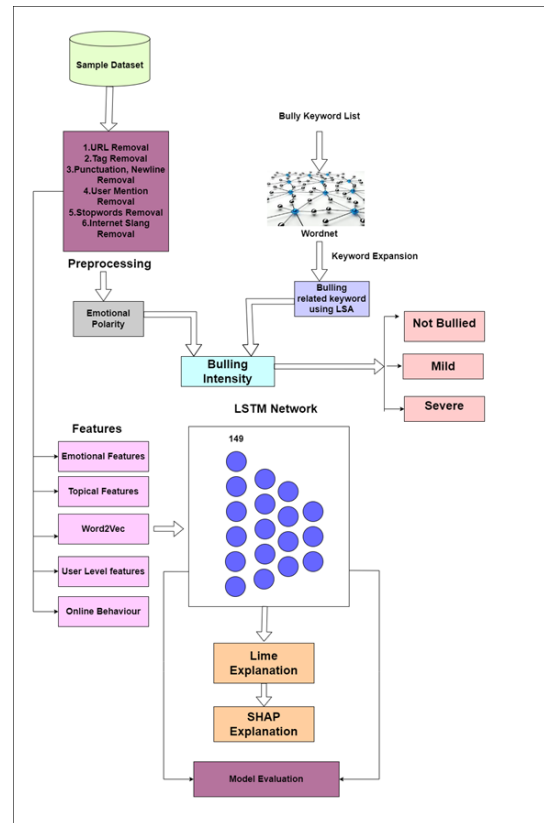 Sample Dataset
1.URL Removal
2.Tag Removal
3.Punctuation, Newline
Removal
4.User Mention
Removal
5.Stopwords Removal
6.Internet Slang
Removal
Preprocessing
Emotional
Polarity
Bully Keyword List
Wordnet
Keyword Expansion
Bulling
related keyword
using LSA
Bulling
Intensity
Not Bullied
Mild
Severe
LSTM Network
149
Features
Emotional Features
Topical Features
Word2Vec
User Level features
Online Behaviour
Lime
Explanation
SHAP
Explanation
Model Evaluation